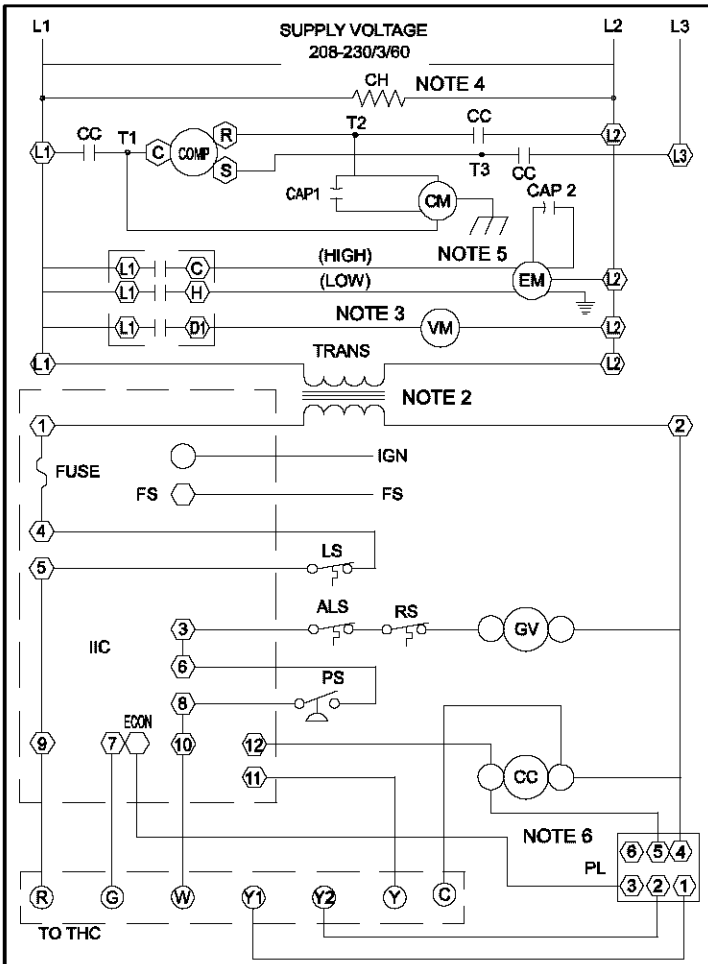 L1 SUPPLY VOLTAGE L2 L3
208-230/3/60
CH NOTE 4
CC T1 R T2 CC L2
L1 C COMP
S T3 CC L3
CAP1 CM CAP 2
NOTE 5
L1 C (HIGH)
L1 H (LOW) EM L2
NOTE 3
L1 D1 VM L2
TRANS
L1 L2
NOTE 2
1 2
FUSE IGN
FS FS
4
5 LS
3 ALS RS GV
IIC
6
8 PS
9 7 ECON 10 12 CC
11
NOTE 6
6 5 4
PL
3 2 1
R G W Y1 Y2 Y C
TO THC